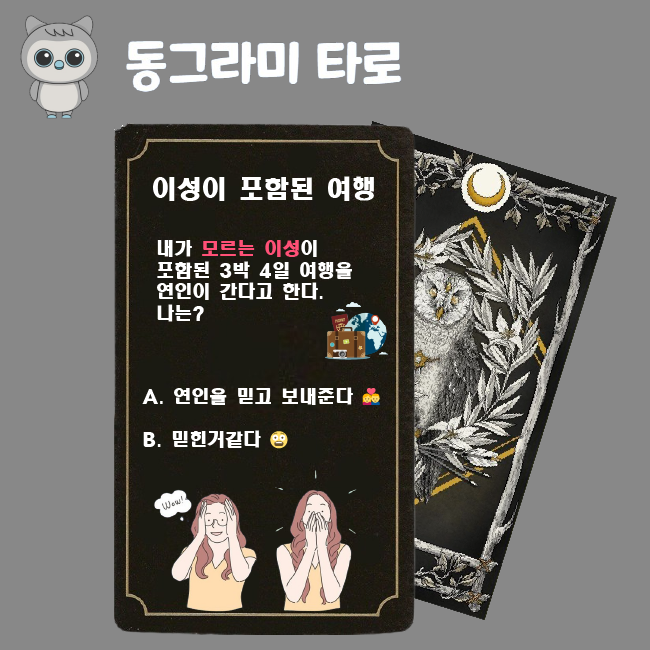 동그라미 타로
이성이 포함된 여행
내가 모르는 이성이
포함된 3박 4일 여행을
연인이 간다고 한다.
나는?
A. 연인을 믿고 보내준다 💑
B. 믿힌거같다 😳
Wow!